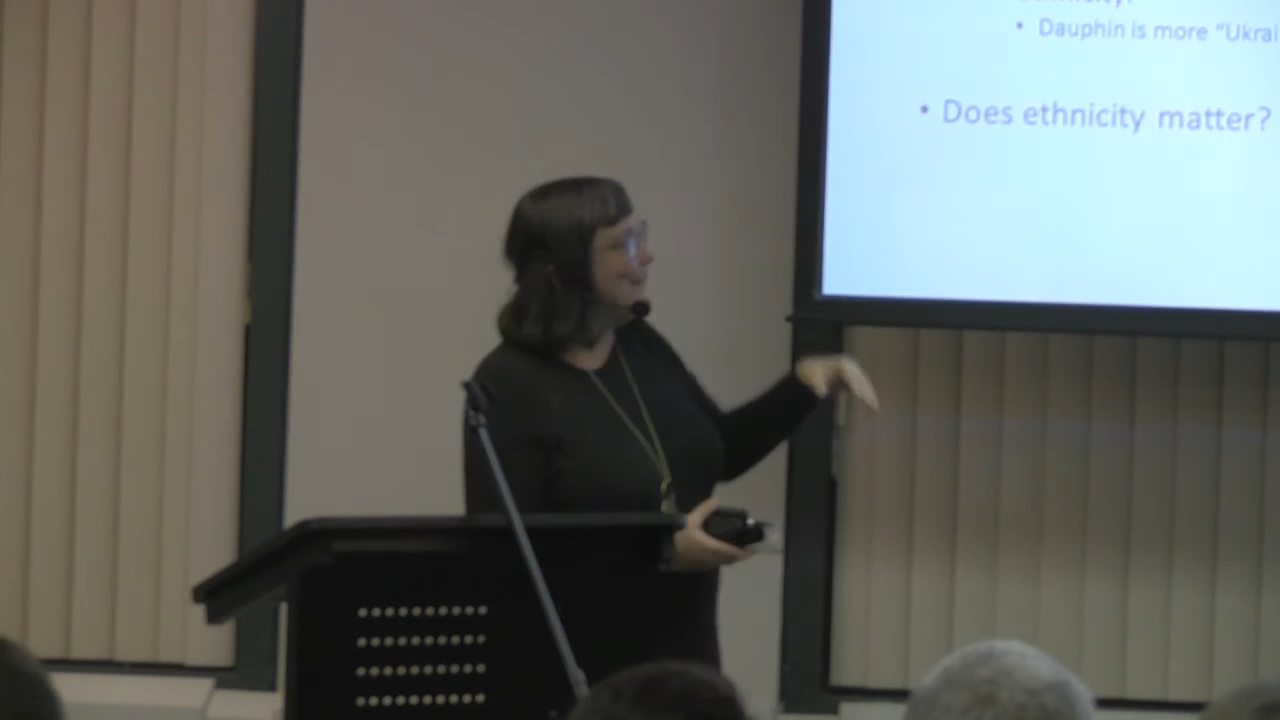 • Dauphin is more “Ukrai
• Does ethnicity matter?